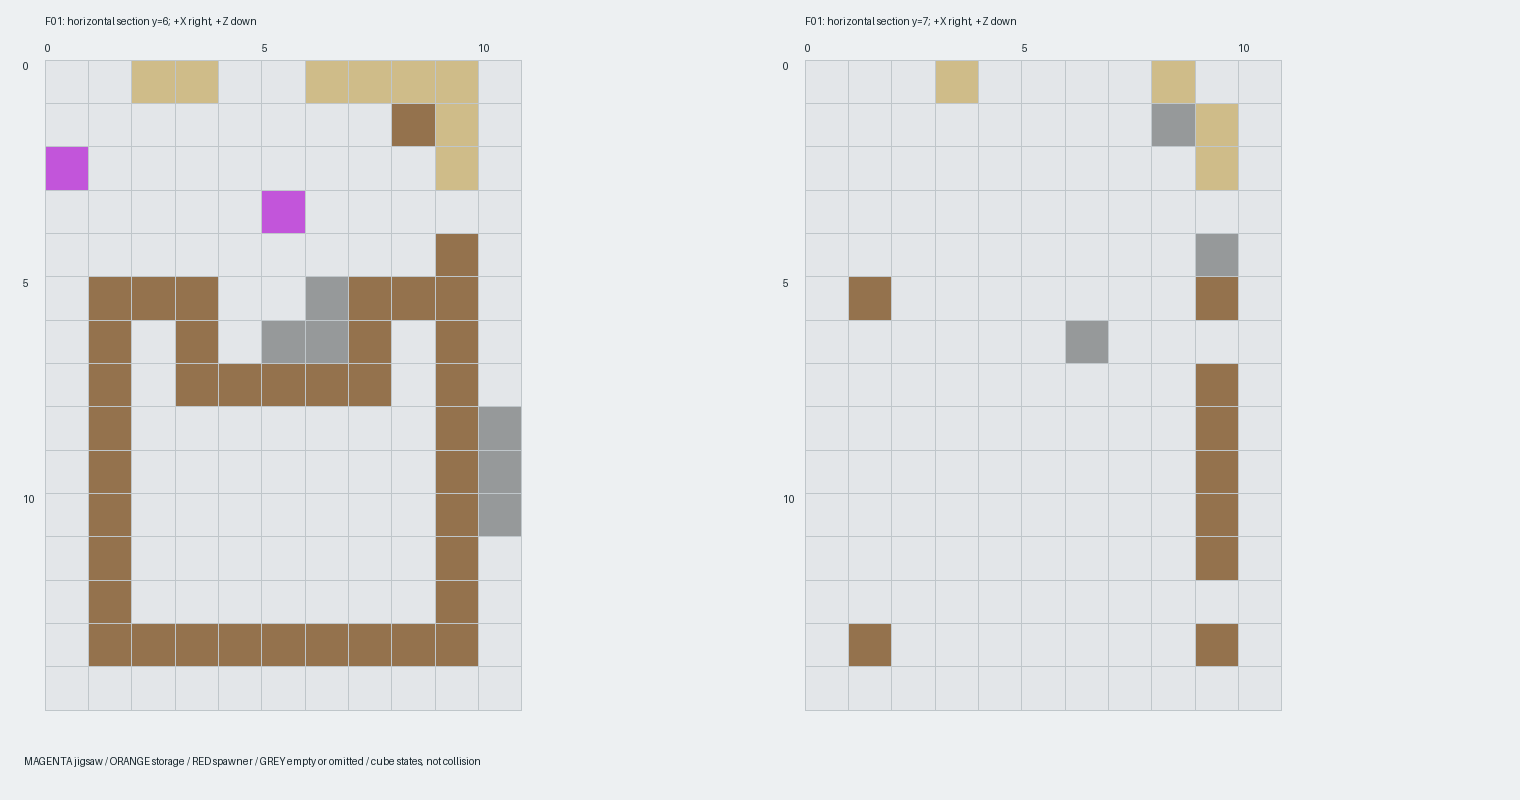 F01: horizontal section y=6; +X right, +Z down
F01: horizontal section y=7; +X right, +Z down
0 5 10
0 5 10
0 0
5 5
10 10
MAGENTA jigsaw / ORANGE storage / RED spawner / GREY empty or omitted / cube states, not collision